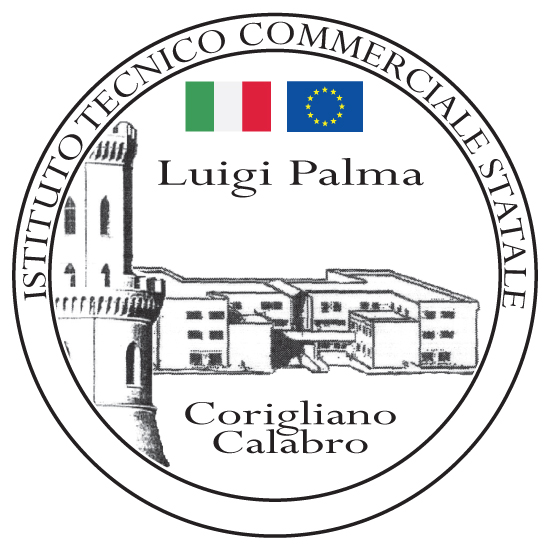 ISTITUTO TECNICO COMMERCIALE STATALE
Luigi Palma
Corigliano
Calabro